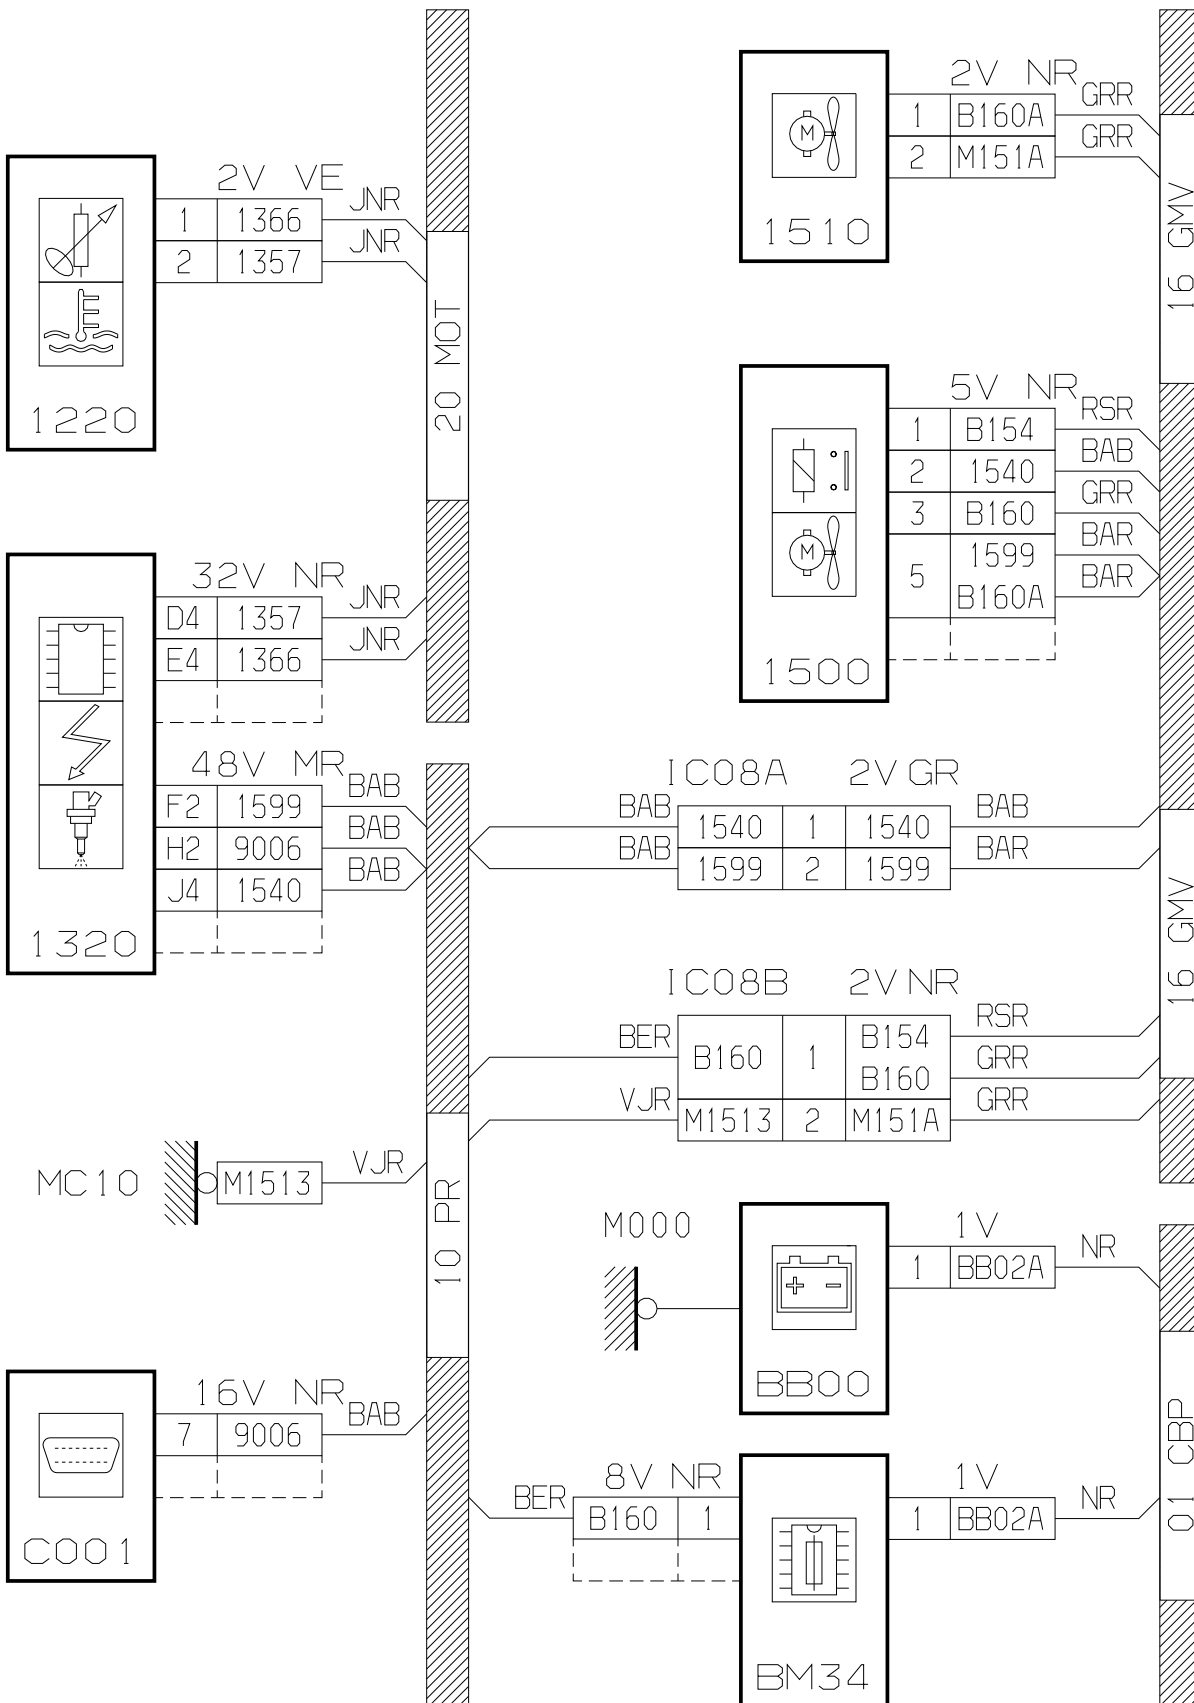 2V VE
1 1366 JNR
2 1357 JNR
1220
20 MOT
32V NR
D4 1357 JNR
E4 1366 JNR
48V MR
F2 1599 BAB
H2 9006 BAB
J4 1540 BAB
1320
MC10 M1513 VJR
10 PR
16V NR
7 9006 BAB
C001
2V NR
M
1 B160A GRR
2 M151A GRR
1510
16 GMV
5V NR
1 B154 RSR
2 1540 BAB
3 B160 GRR
M
5 1599 BAR
B160A BAR
1500
IC08A 2V GR
BAB 1540 1 1540 BAB
BAB 1599 2 1599 BAR
16 GMV
IC08B 2V NR
BER B160 1 B154 RSR
B160 GRR
VJR M1513 2 M151A GRR
M000
1V
1 BB02A NR
+ -
BB00
01 CBP
8V NR
BER B160 1
1V
1 BB02A NR
BM34